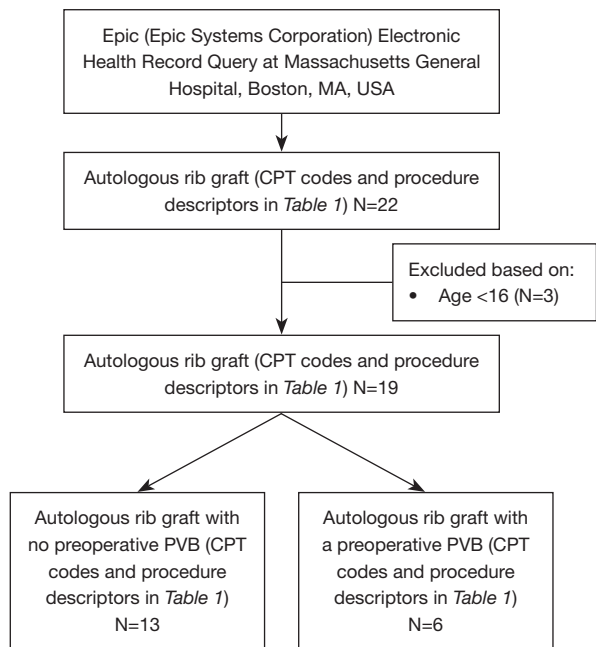 Epic (Epic Systems Corporation) Electronic
Health Record Query at Massachusetts General
Hospital, Boston, MA, USA
Autologous rib graft (CPT codes and procedure
descriptors in Table 1) N=22
Excluded based on:
• Age <16 (N=3)
Autologous rib graft (CPT codes and procedure
descriptors in Table 1) N=19
Autologous rib graft with
no preoperative PVB (CPT
codes and procedure
descriptors in Table 1)
N=13
Autologous rib graft with
a preoperative PVB (CPT
codes and procedure
descriptors in Table 1)
N=6